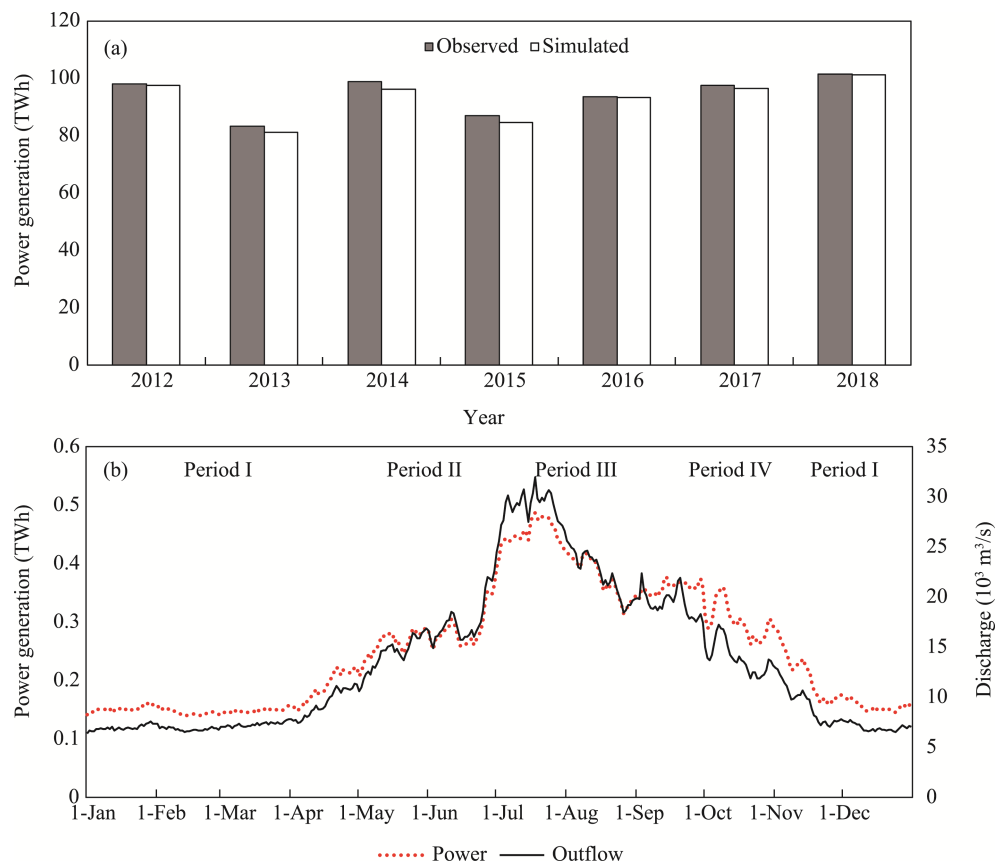 (a)
Observed Simulated
Power generation (TWh)
120
100
80
60
40
20
0
2012 2013 2014 2015 2016 2017 2018
Year
(b)
Period I Period II Period III Period IV Period I
Power generation (TWh)
0.6
0.5
0.4
0.3
0.2
0.1
0
Discharge (10³ m³/s)
35
30
25
20
15
10
5
0
1-Jan 1-Feb 1-Mar 1-Apr 1-May 1-Jun 1-Jul 1-Aug 1-Sep 1-Oct 1-Nov 1-Dec
Power Outflow